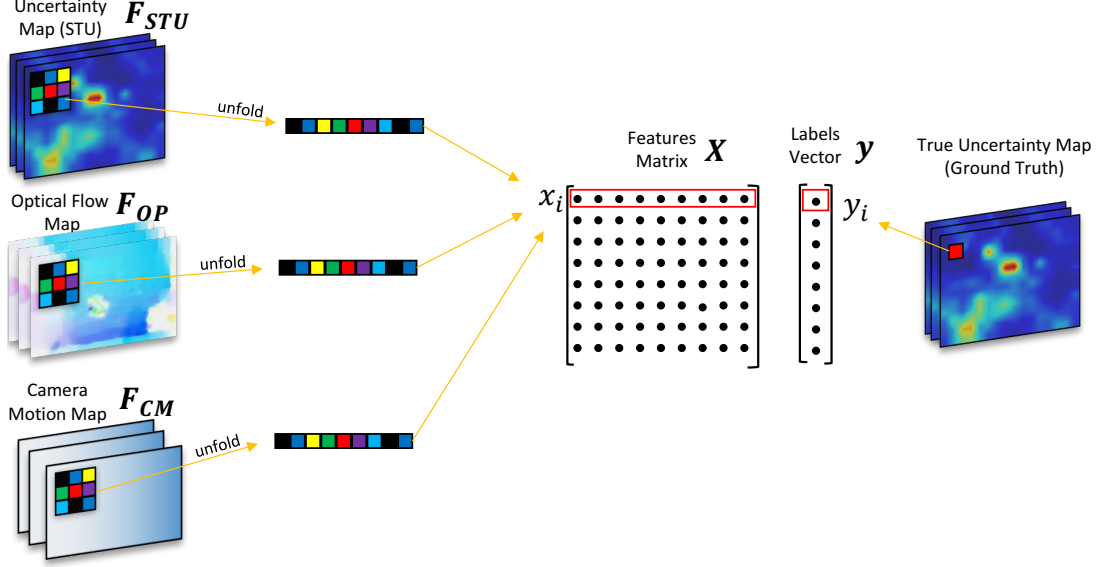 Uncertainty
Map (STU)
F_STU
unfold
Optical Flow
Map
F_OP
unfold
Camera
Motion Map
F_CM
unfold
Features
Matrix
X
x_i
Labels
Vector
y
y_i
True Uncertainty Map
(Ground Truth)